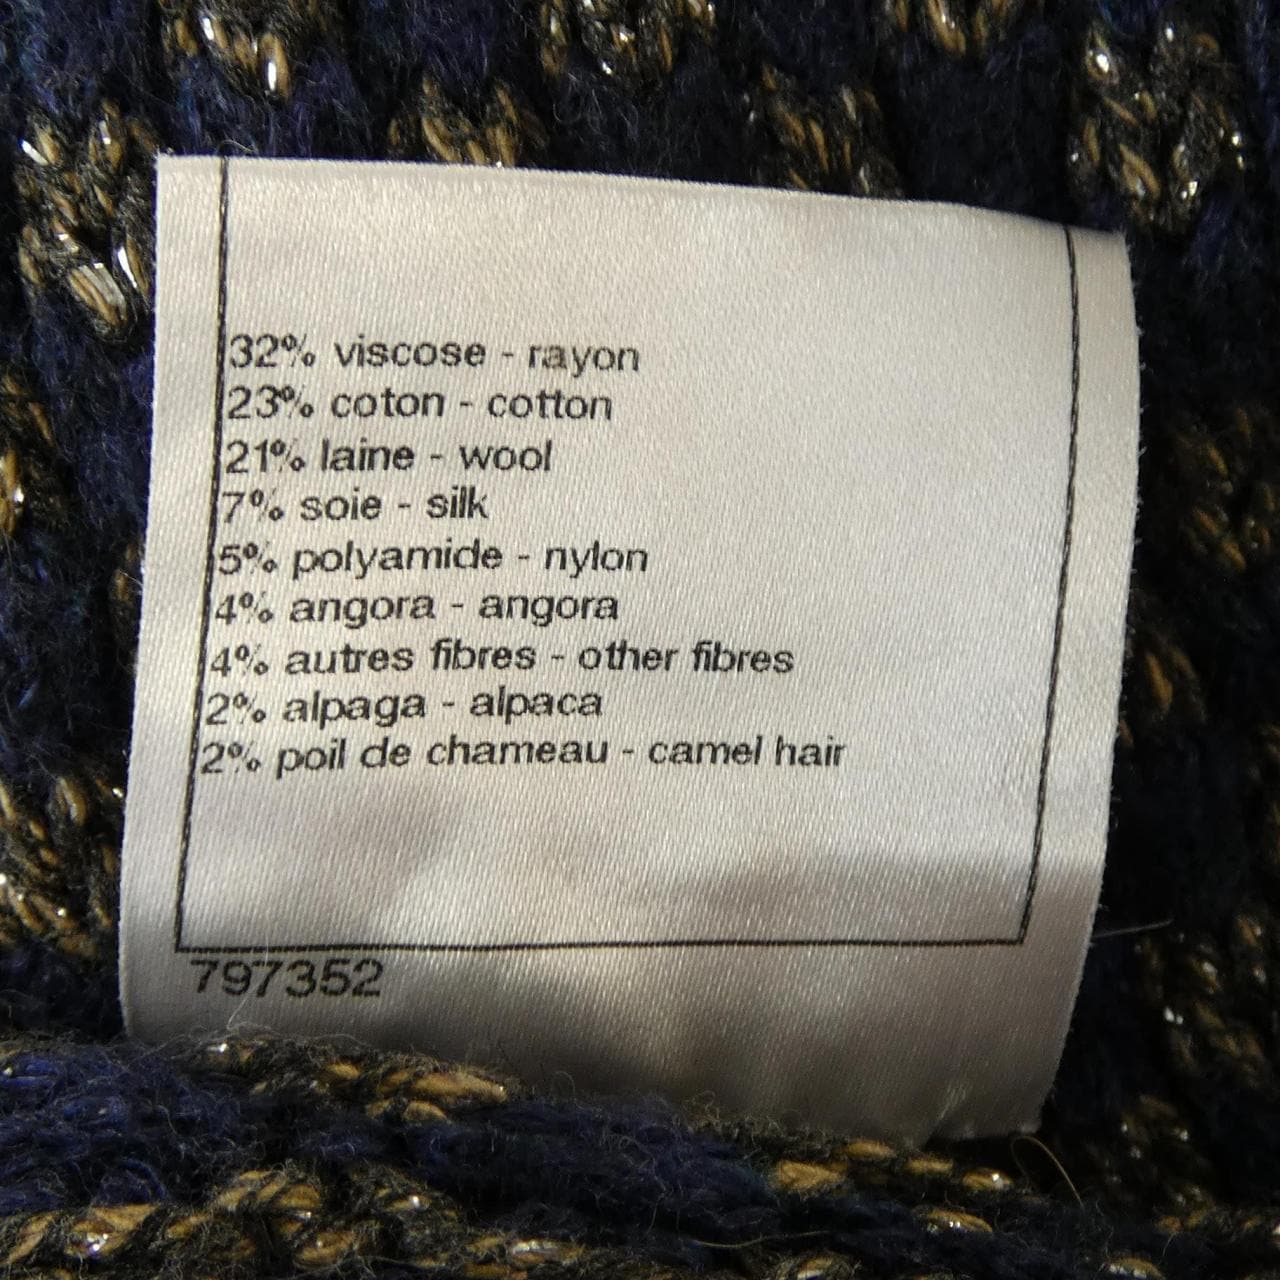 32% viscose - rayon
23% coton - cotton
21% laine - wool
7% soie - silk
5% polyamide - nylon
4% angora - angora
4% autres fibres - other fibres
2% alpaga - alpaca
2% poil de chameau - camel hair
797352